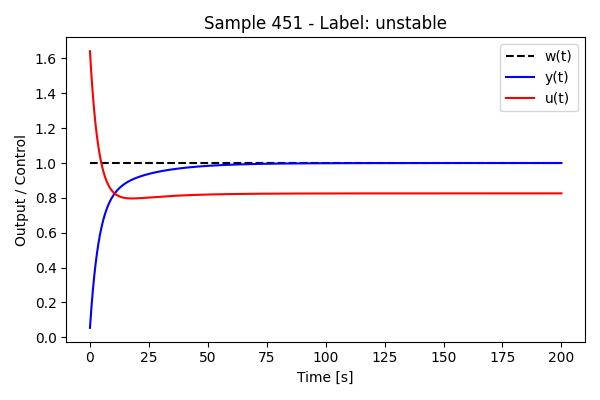 Sample 451 - Label: unstable
w(t)
y(t)
u(t)
Output / Control
1.6
1.4
1.2
1.0
0.8
0.6
0.4
0.2
0.0
0 25 50 75 100 125 150 175 200
Time [s]